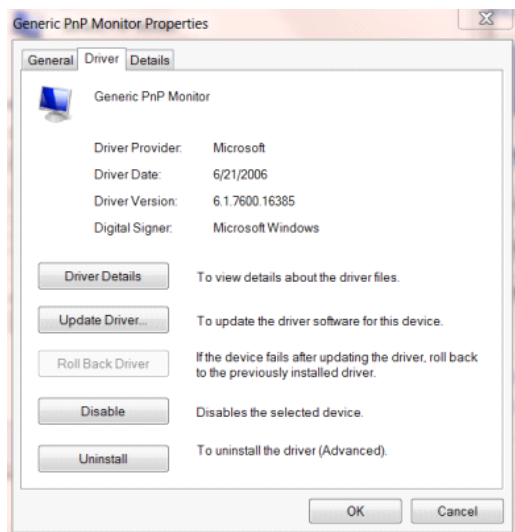 Generic PnP Monitor Properties
General Driver Details
Generic PnP Monitor
Driver Provider: Microsoft
Driver Date: 6/21/2006
Driver Version: 6.1.7600.16385
Digital Signer: Microsoft Windows
Driver Details To view details about the driver files.
Update Driver... To update the driver software for this device.
Roll Back Driver If the device fails after updating the driver, roll back
to the previously installed driver.
Disable Disables the selected device.
Uninstall To uninstall the driver (Advanced).
OK Cancel